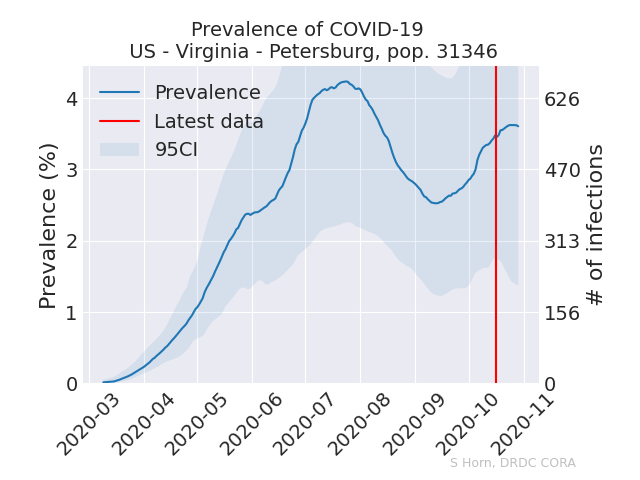 Prevalence of COVID-19
US - Virginia - Petersburg, pop. 31346
Prevalence
Latest data
95CI
Prevalence (%)
4
3
2
1
0
626
470
313
156
0
# of infections
2020-03
2020-04
2020-05
2020-06
2020-07
2020-08
2020-09
2020-10
2020-11
S Horn, DRDC CORA